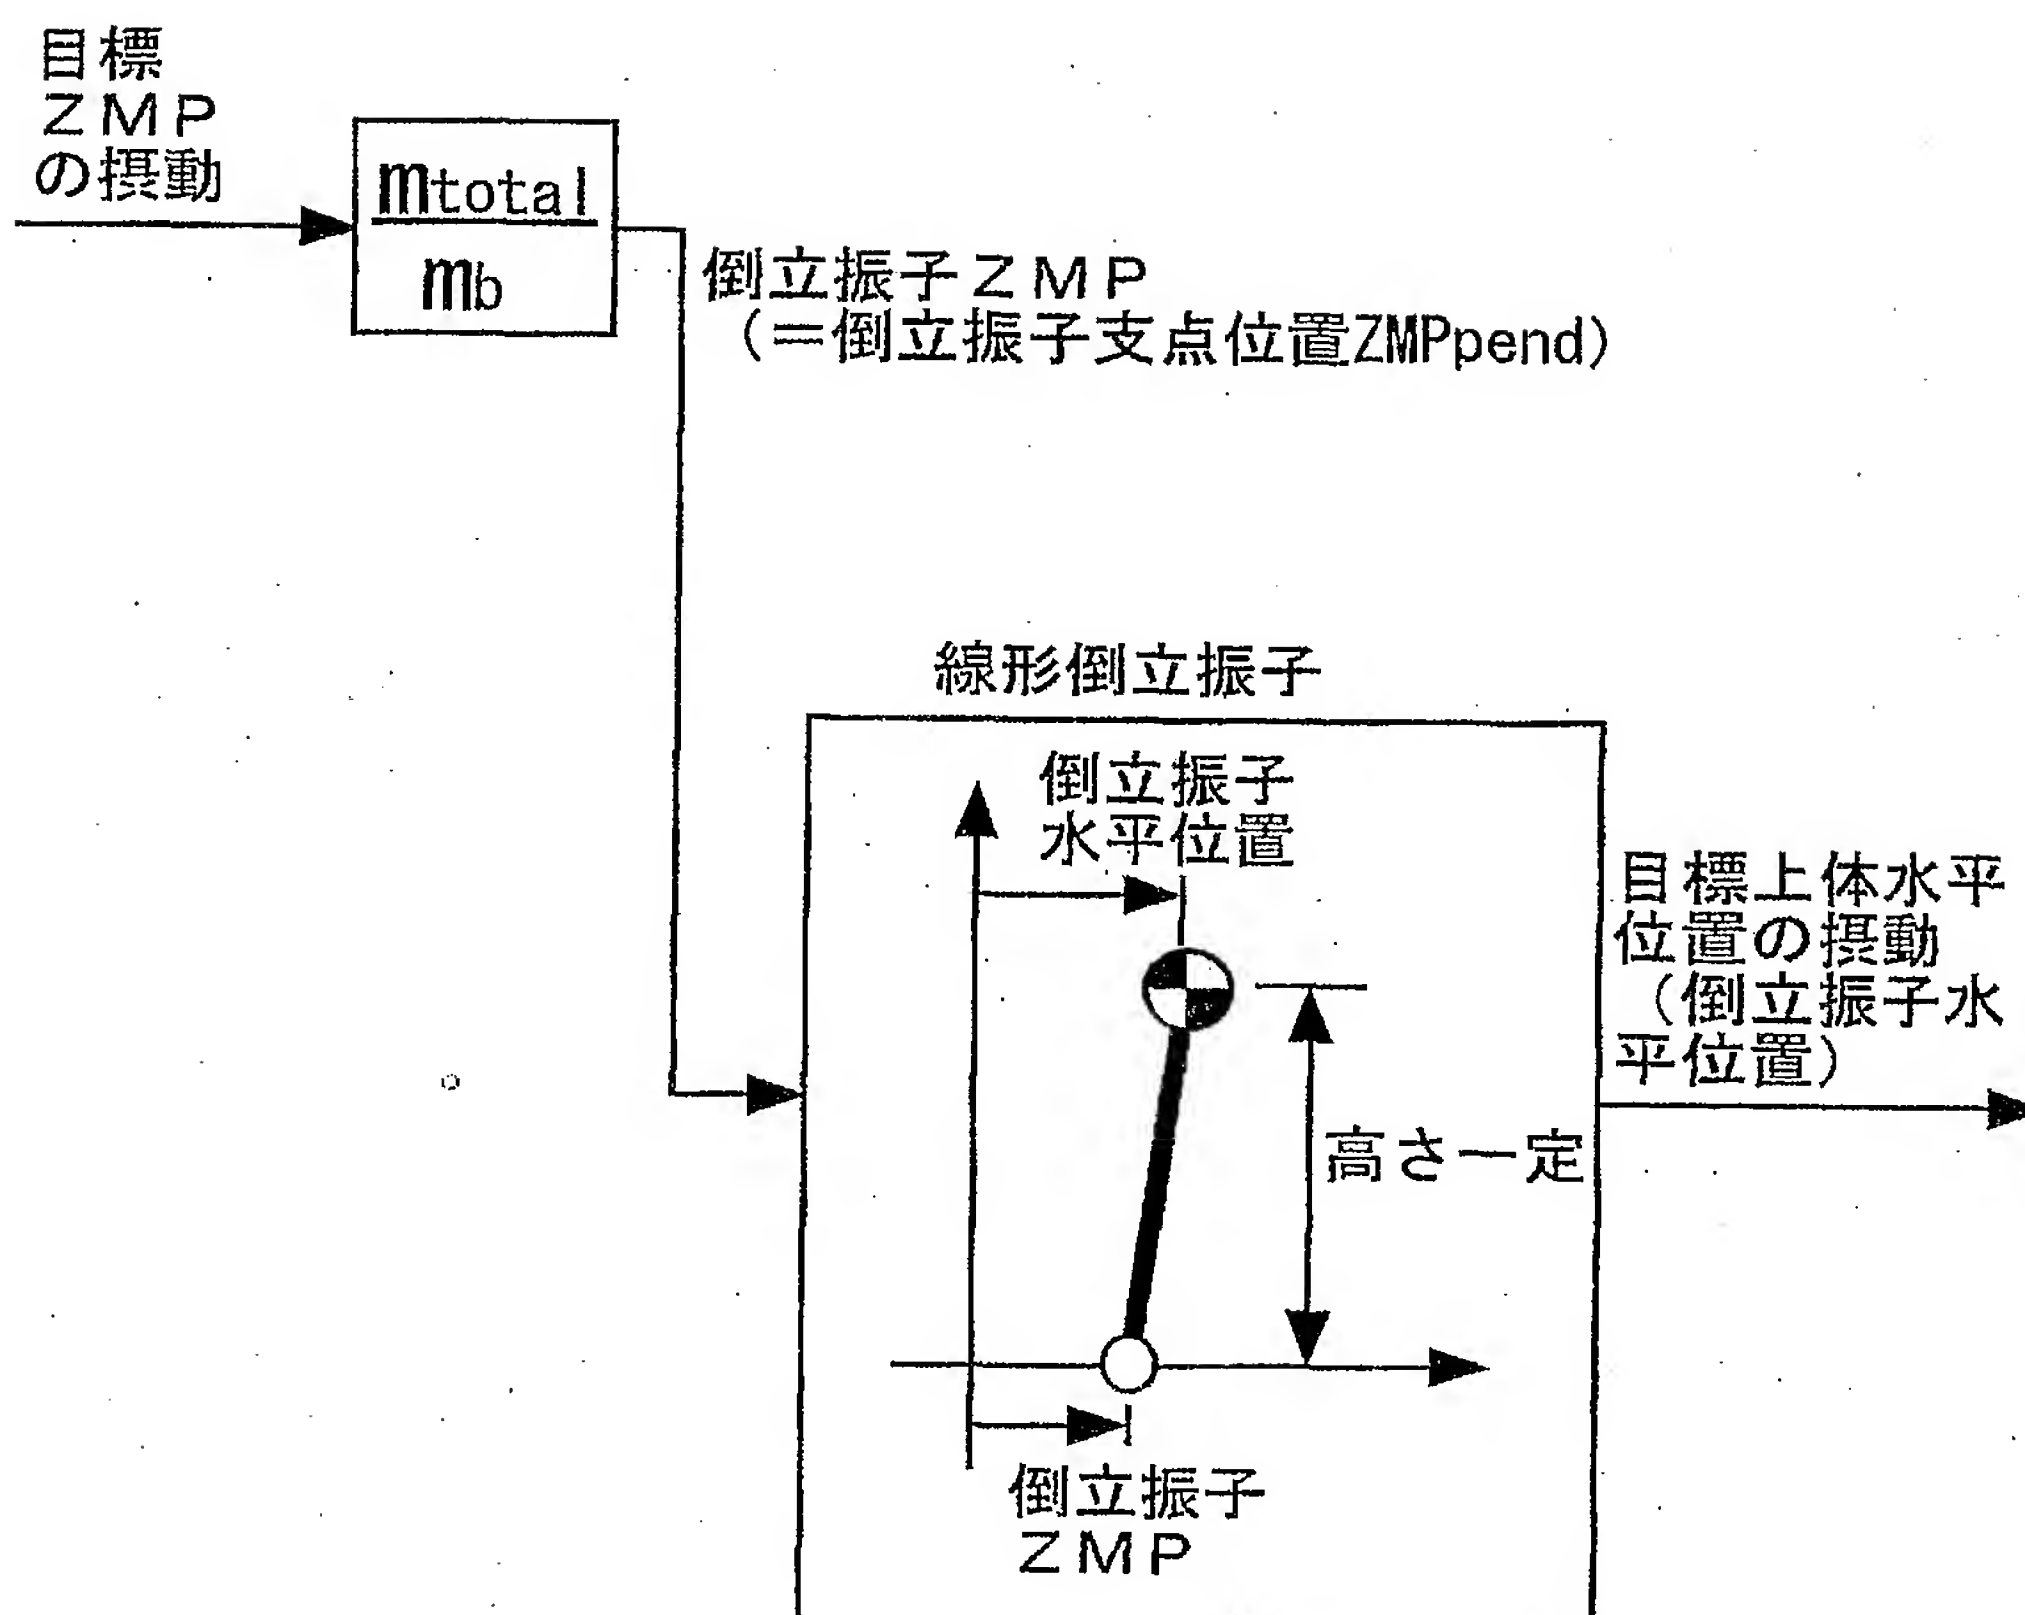 目標
ＺＭＰ
の摂動
mtotal
mb
倒立振子ＺＭＰ
（＝倒立振子支点位置ZMPpend）
線形倒立振子
倒立振子
水平位置
目標上体水平
位置の摂動
（倒立振子水
平位置）
高さ一定
倒立振子
ＺＭＰ